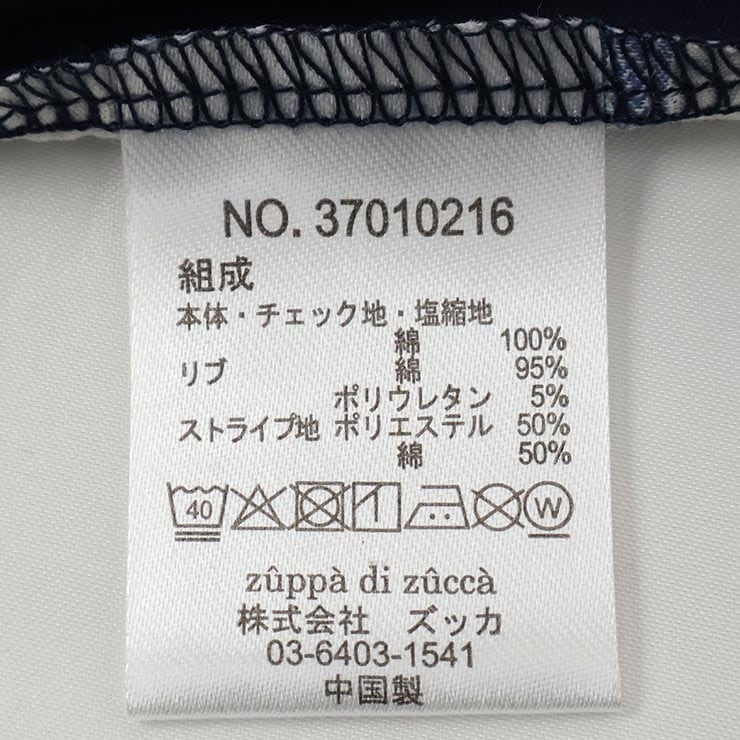 NO. 37010216
組成
本体・チェック地・塩縮地
綿 100%
リブ 綿 95%
ポリウレタン 5%
ストライプ地 ポリエステル 50%
綿 50%
40 W
zûppà di zûccà
株式会社 ズッカ
03-6403-1541
中国製